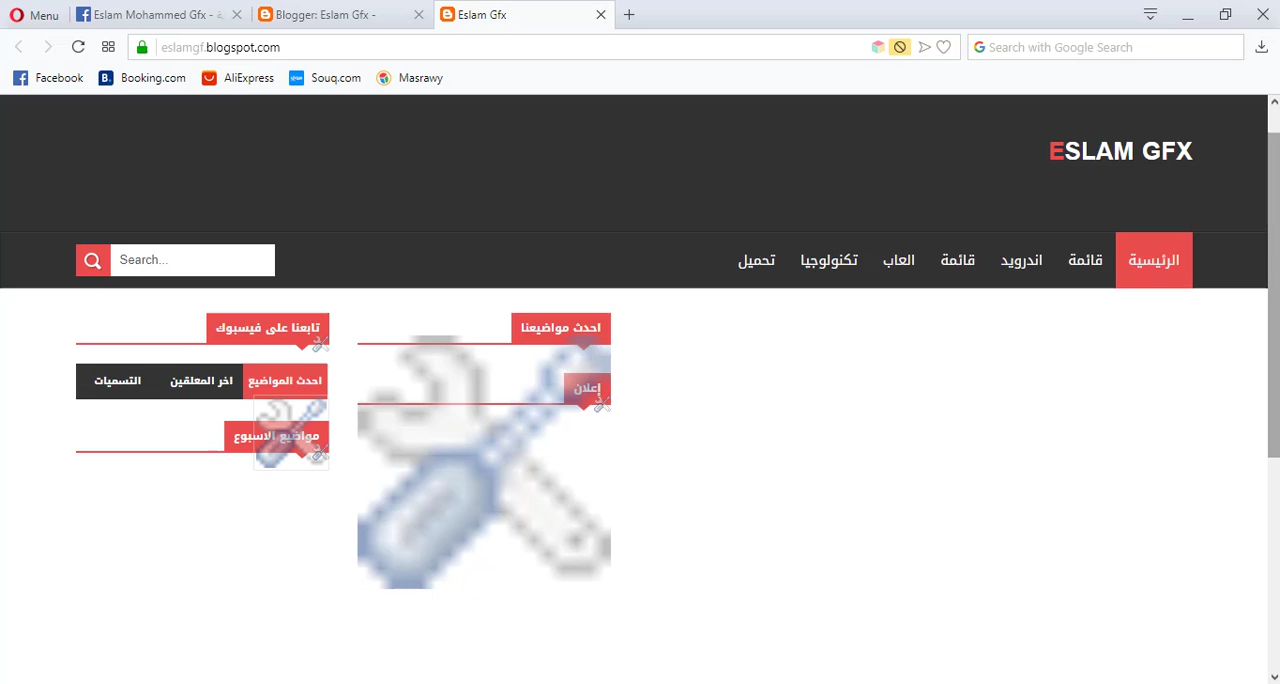 Menu
Eslam Mohammed Gfx -
Blogger: Eslam Gfx -
Eslam Gfx
eslamgf.blogspot.com
Search with Google Search
Facebook
Booking.com
AliExpress
Souq.com
Masrawy
ESLAM GFX
الرئيسية
قائمة
اندرويد
قائمة
العاب
تكنولوجيا
تحميل
Search...
احدث مواضيعنا
إعلان
تابعنا على فيسبوك
احدث المواضيع
اخر المعلقين
التسميات
مواضيع الاسبوع